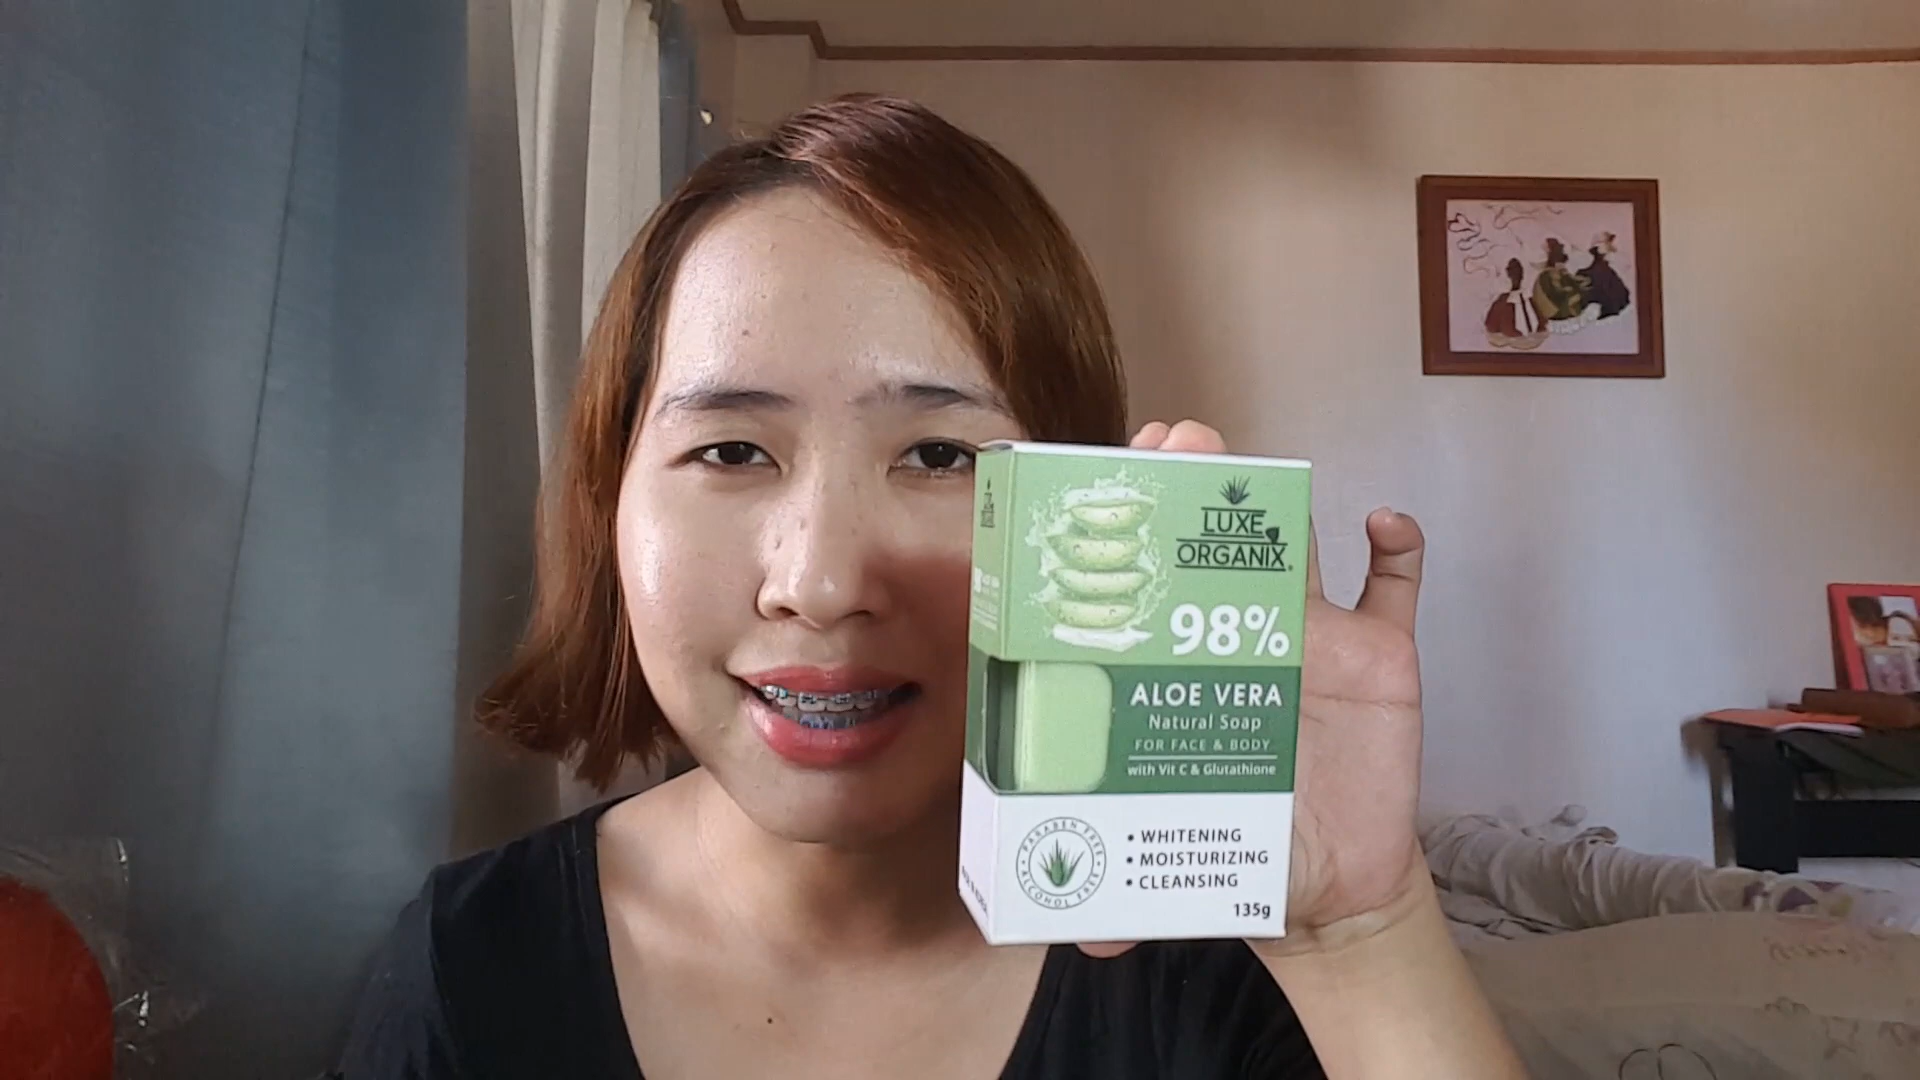 LUXE
ORGANIX
98%
ALOE VERA
Natural Soap
FOR FACE & BODY
with Vit C & Glutathione
PARABEN FREE
ALCOHOL FREE
• WHITENING
• MOISTURIZING
• CLEANSING
135g